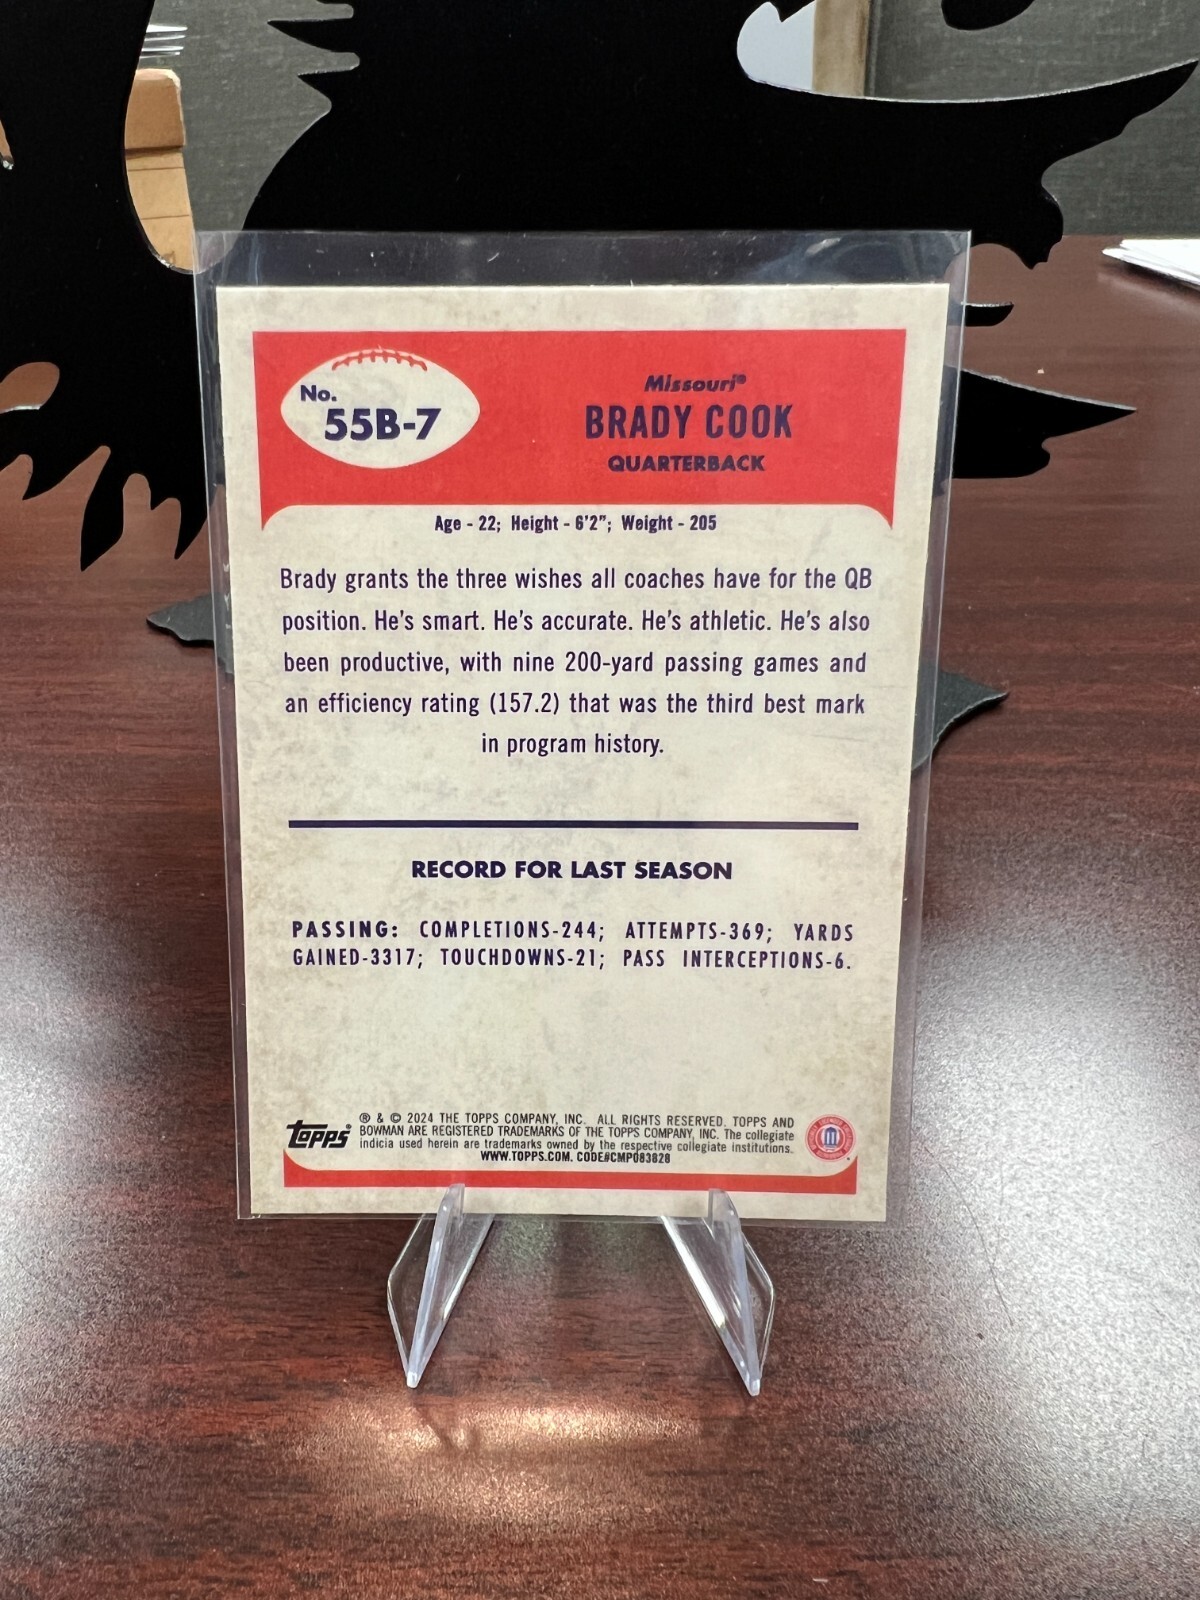 No.
55B-7
Missouri®
BRADY COOK
QUARTERBACK
Age - 22; Height - 6'2"; Weight - 205
Brady grants the three wishes all coaches have for the QB
position. He's smart. He's accurate. He's athletic. He's also
been productive, with nine 200-yard passing games and
an efficiency rating (157.2) that was the third best mark
in program history.
RECORD FOR LAST SEASON
PASSING: COMPLETIONS-244; ATTEMPTS-369; YARDS
GAINED-3317; TOUCHDOWNS-21; PASS INTERCEPTIONS-6.
topps
® & © 2024 THE TOPPS COMPANY, INC. ALL RIGHTS RESERVED. TOPPS AND
BOWMAN ARE REGISTERED TRADEMARKS OF THE TOPPS COMPANY, INC. The collegiate
indicia used herein are trademarks owned by the respective collegiate institutions.
WWW.TOPPS.COM. CODE#CMP083828